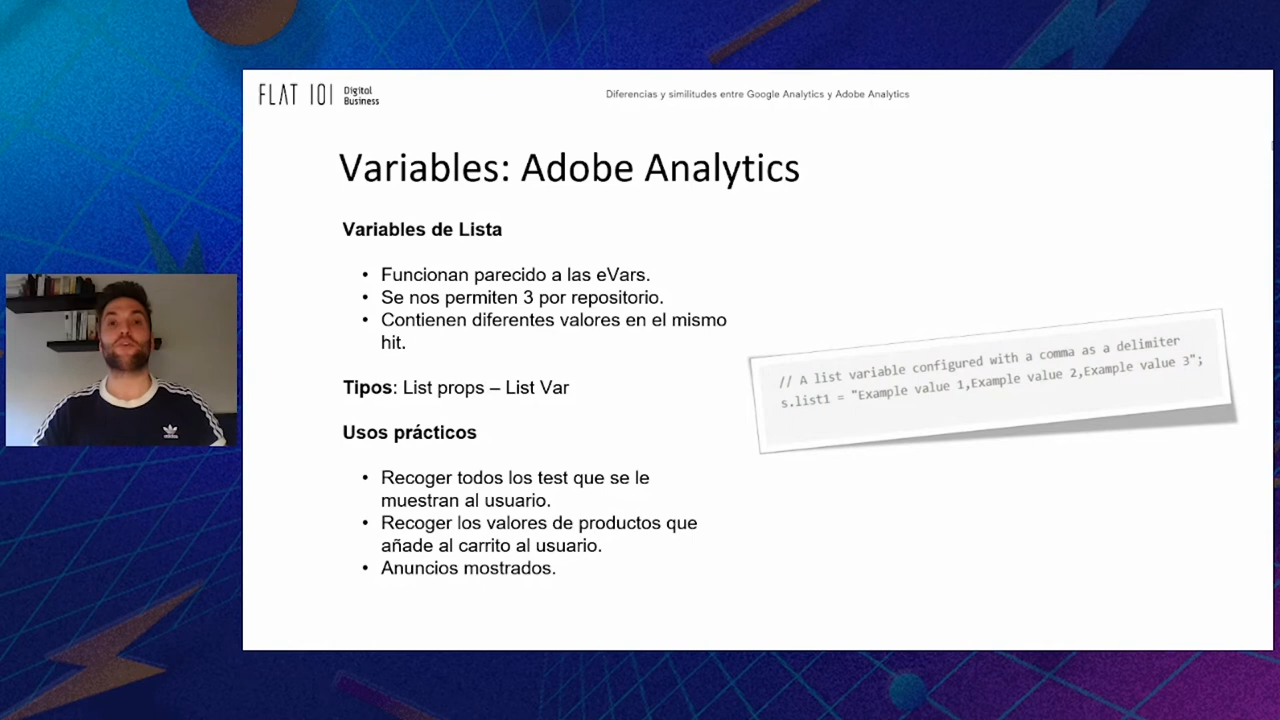 FLAT 101 Digital Business
Diferencias y similitudes entre Google Analytics y Adobe Analytics
Variables: Adobe Analytics
Variables de Lista
• Funcionan parecido a las eVars.
• Se nos permiten 3 por repositorio.
• Contienen diferentes valores en el mismo
hit.
Tipos: List props – List Var
Usos prácticos
• Recoger todos los test que se le
muestran al usuario.
• Recoger los valores de productos que
añade al carrito al usuario.
• Anuncios mostrados.
// A list variable configured with a comma as a delimiter
s.list1 = "Example value 1,Example value 2,Example value 3";